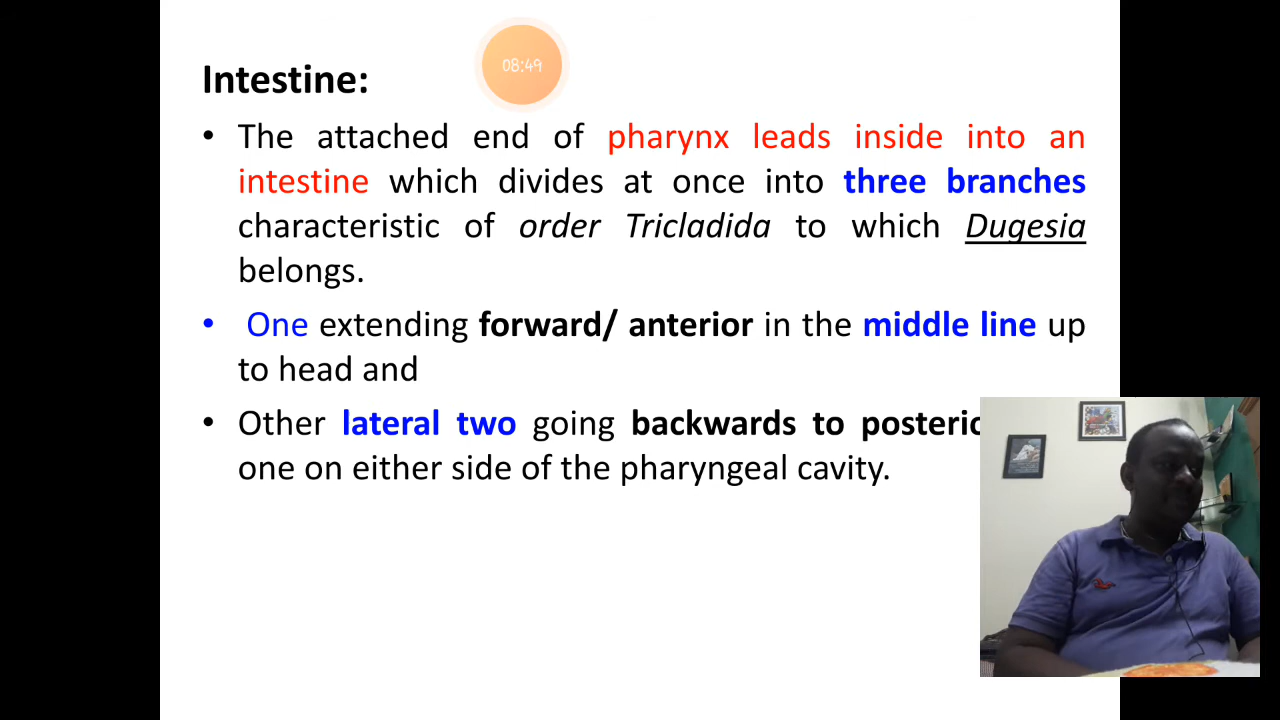 08:49
Intestine:
• The attached end of pharynx leads inside into an
intestine which divides at once into three branches
characteristic of order Tricladida to which Dugesia
belongs.
• One extending forward/ anterior in the middle line up
to head and
• Other lateral two going backwards to
one on either side of the pharyngeal cavity.